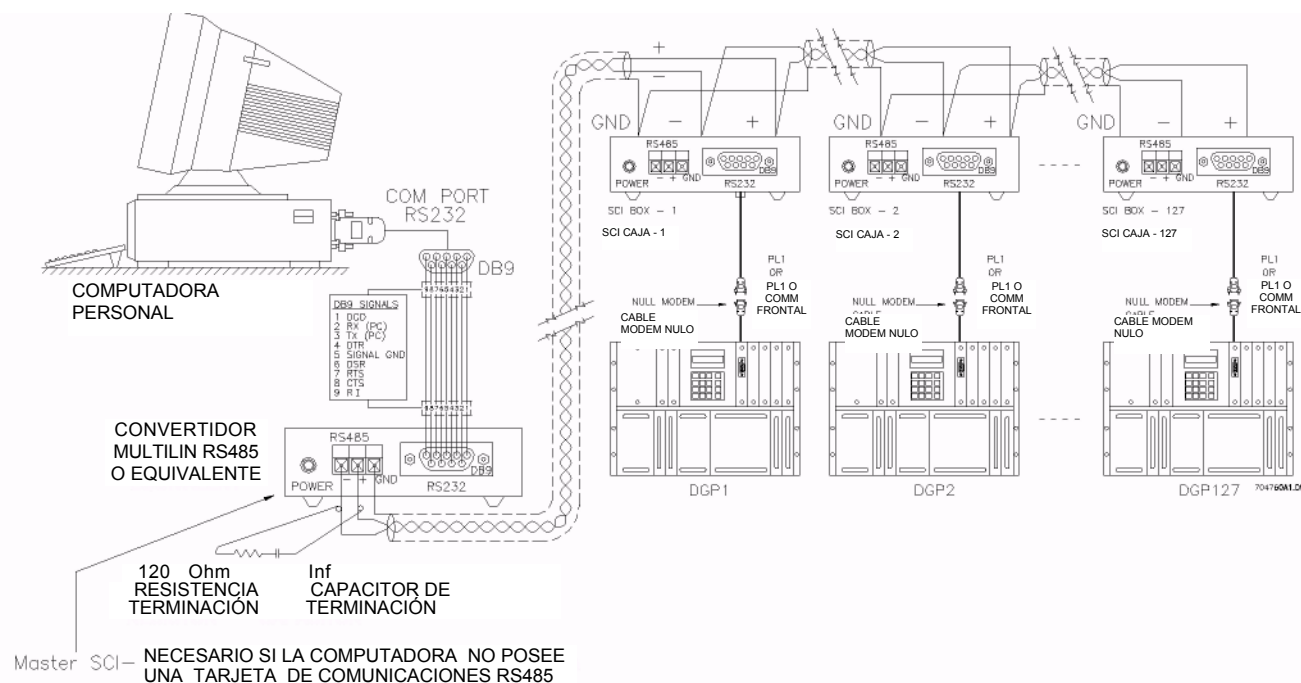 +
−
GND − +
RS485
− + GND
POWER
RS232
DB9
SCI BOX - 1
SCI CAJA - 1
GND − +
RS485
− + GND
POWER
RS232
DB9
SCI BOX - 2
SCI CAJA - 2
GND − +
RS485
− + GND
POWER
RS232
DB9
SCI BOX - 127
SCI CAJA - 127
COM PORT
RS232
DB9
987654321
COMPUTADORA
PERSONAL
DB9 SIGNALS
1 DCD
2 RX (PC)
3 Tx (PC)
4 DTR
5 SIGNAL GND
6 DSR
7 RTS
8 CTS
9 RI
987654321
PL1
OR
PL1 O
COMM
FRONTAL
NULL MODEM
CABLE
MODEM NULO
DGP1
PL1
OR
PL1 O
COMM
FRONTAL
NULL MODEM
CABLE
MODEM NULO
DGP2
PL1
OR
PL1 O
COMM
FRONTAL
NULL MODEM
CABLE MODEM
NULO
DGP127
CONVERTIDOR
MULTILIN RS485
O EQUIVALENTE
RS485
− + GND
POWER
RS232
DB9
120 Ohm
RESISTENCIA
TERMINACIÓN
Inf
CAPACITOR DE
TERMINACIÓN
Master SCI- NECESARIO SI LA COMPUTADORA NO POSEE
UNA TARJETA DE COMUNICACIONES RS485